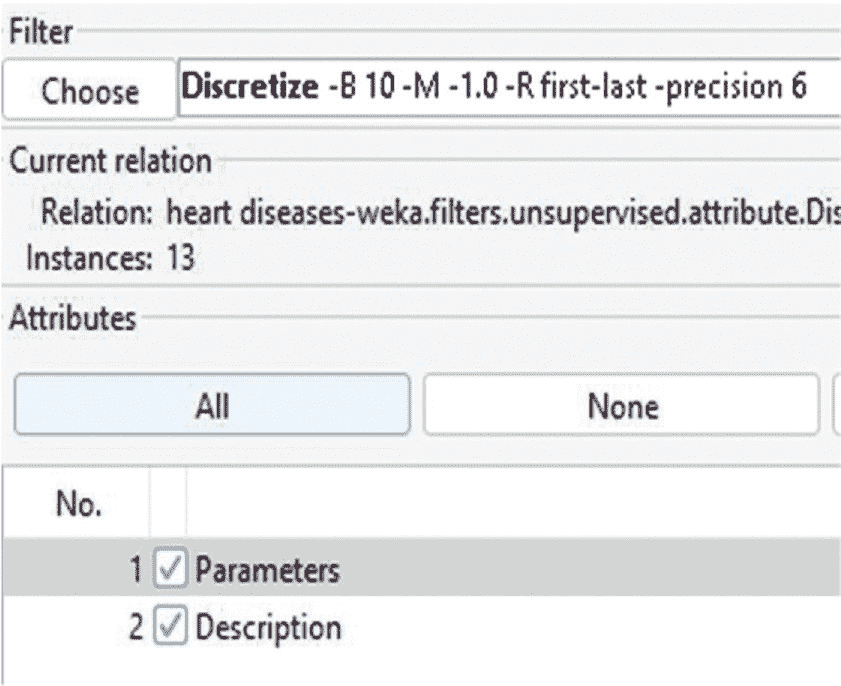 Filter
Choose Discretize -B 10 -M -1.0 -R first-last -precision 6
Current relation
Relation: heart diseases-weka.filters.unsupervised.attribute.Dis
Instances: 13
Attributes
All None
No.
1 Parameters
2 Description